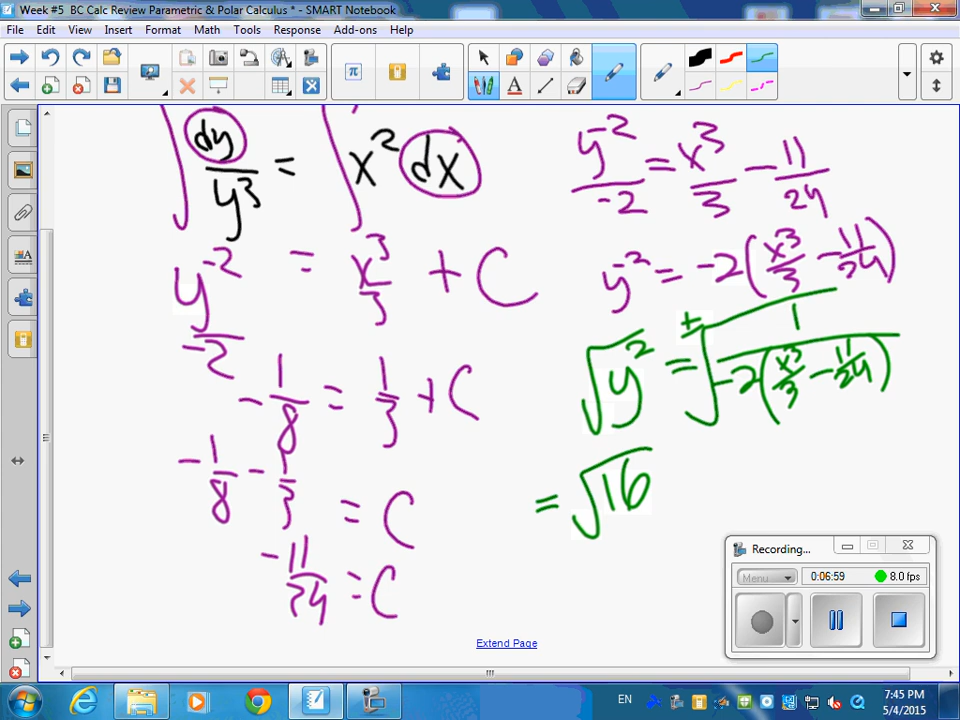 Week #5 BC Calc Review Parametric & Polar Calculus * - SMART Notebook
File Edit View Insert Format Math Tools Response Add-ons Help
∫ dy/y³ = ∫ x² dx
y⁻²/-2 = x³/3 + C
-1/8 = 1/3 + C
-1/8 - 1/3 = C
-11/24 = C
y⁻²/-2 = x³/3 - 11/24
y⁻² = -2(x³/3 - 11/24)
√y² = ±√1/-2(x³/3 - 11/24)
= √16
Recording...
Menu 0:06:59 8.0 fps
Extend Page
EN
7:45 PM
5/4/2015